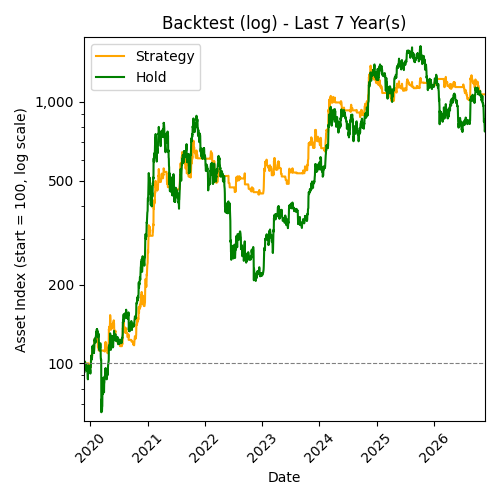 Backtest (log) - Last 7 Year(s)
Strategy
Hold
Asset Index (start = 100, log scale)
1,000
500
200
100
2020
2021
2022
2023
2024
2025
2026
Date